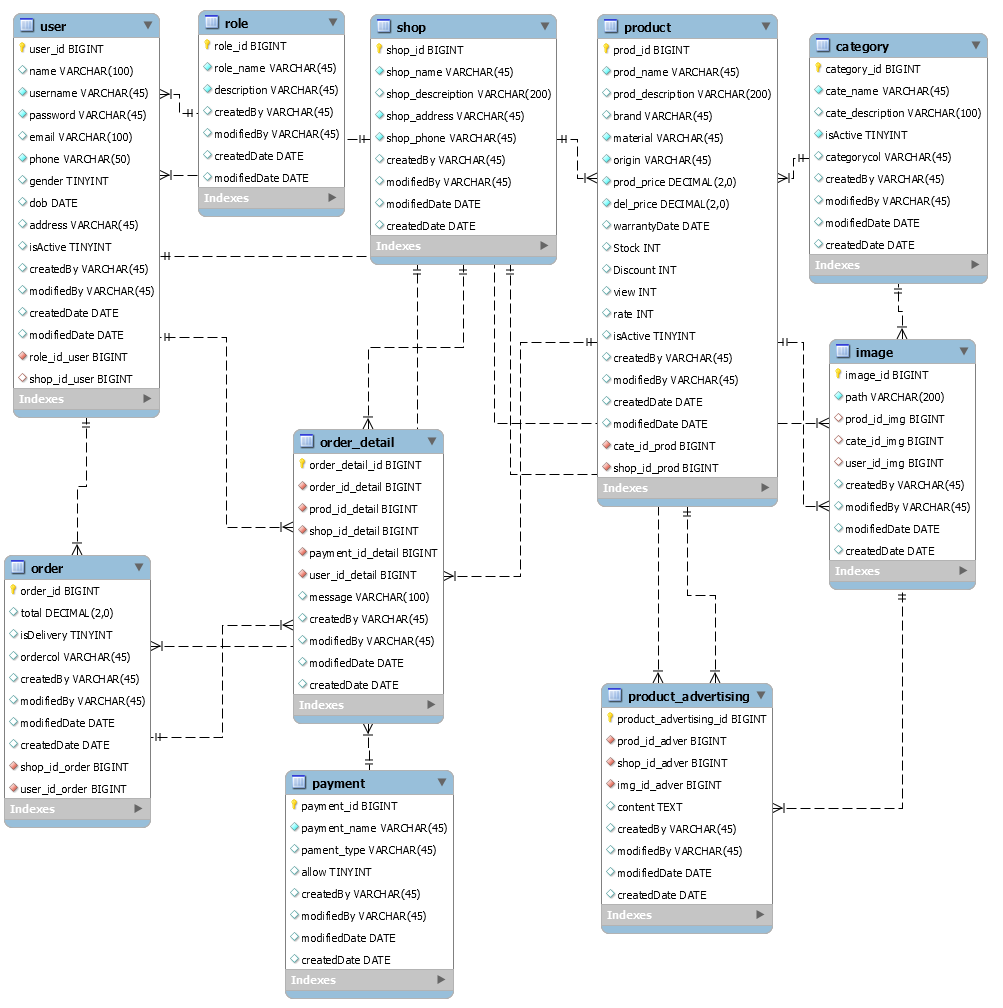 user
user_id BIGINT
name VARCHAR(100)
username VARCHAR(45)
password VARCHAR(45)
email VARCHAR(100)
phone VARCHAR(50)
gender TINYINT
dob DATE
address VARCHAR(45)
isActive TINYINT
createdBy VARCHAR(45)
modifiedBy VARCHAR(45)
createdDate DATE
modifiedDate DATE
role_id_user BIGINT
shop_id_user BIGINT
Indexes
role
role_id BIGINT
role_name VARCHAR(45)
description VARCHAR(45)
createdBy VARCHAR(45)
modifiedBy VARCHAR(45)
createdDate DATE
modifiedDate DATE
Indexes
shop
shop_id BIGINT
shop_name VARCHAR(45)
shop_descreiption VARCHAR(200)
shop_address VARCHAR(45)
shop_phone VARCHAR(45)
createdBy VARCHAR(45)
modifiedBy VARCHAR(45)
modifiedDate DATE
createdDate DATE
Indexes
product
prod_id BIGINT
prod_name VARCHAR(45)
prod_description VARCHAR(200)
brand VARCHAR(45)
material VARCHAR(45)
origin VARCHAR(45)
prod_price DECIMAL(2,0)
del_price DECIMAL(2,0)
warrantyDate DATE
Stock INT
Discount INT
view INT
rate INT
isActive TINYINT
createdBy VARCHAR(45)
modifiedBy VARCHAR(45)
createdDate DATE
modifiedDate DATE
cate_id_prod BIGINT
shop_id_prod BIGINT
Indexes
category
category_id BIGINT
cate_name VARCHAR(45)
cate_description VARCHAR(100)
isActive TINYINT
categorycol VARCHAR(45)
createdBy VARCHAR(45)
modifiedBy VARCHAR(45)
modifiedDate DATE
createdDate DATE
Indexes
image
image_id BIGINT
path VARCHAR(200)
prod_id_img BIGINT
cate_id_img BIGINT
user_id_img BIGINT
createdBy VARCHAR(45)
modifiedBy VARCHAR(45)
modifiedDate DATE
createdDate DATE
Indexes
order_detail
order_detail_id BIGINT
order_id_detail BIGINT
prod_id_detail BIGINT
shop_id_detail BIGINT
payment_id_detail BIGINT
user_id_detail BIGINT
message VARCHAR(100)
createdBy VARCHAR(45)
modifiedBy VARCHAR(45)
modifiedDate DATE
createdDate DATE
Indexes
order
order_id BIGINT
total DECIMAL(2,0)
isDelivery TINYINT
ordercol VARCHAR(45)
createdBy VARCHAR(45)
modifiedBy VARCHAR(45)
modifiedDate DATE
createdDate DATE
shop_id_order BIGINT
user_id_order BIGINT
Indexes
payment
payment_id BIGINT
payment_name VARCHAR(45)
pament_type VARCHAR(45)
allow TINYINT
createdBy VARCHAR(45)
modifiedBy VARCHAR(45)
modifiedDate DATE
createdDate DATE
Indexes
product_advertising
product_advertising_id BIGINT
prod_id_adver BIGINT
shop_id_adver BIGINT
img_id_adver BIGINT
content TEXT
createdBy VARCHAR(45)
modifiedBy VARCHAR(45)
modifiedDate DATE
createdDate DATE
Indexes